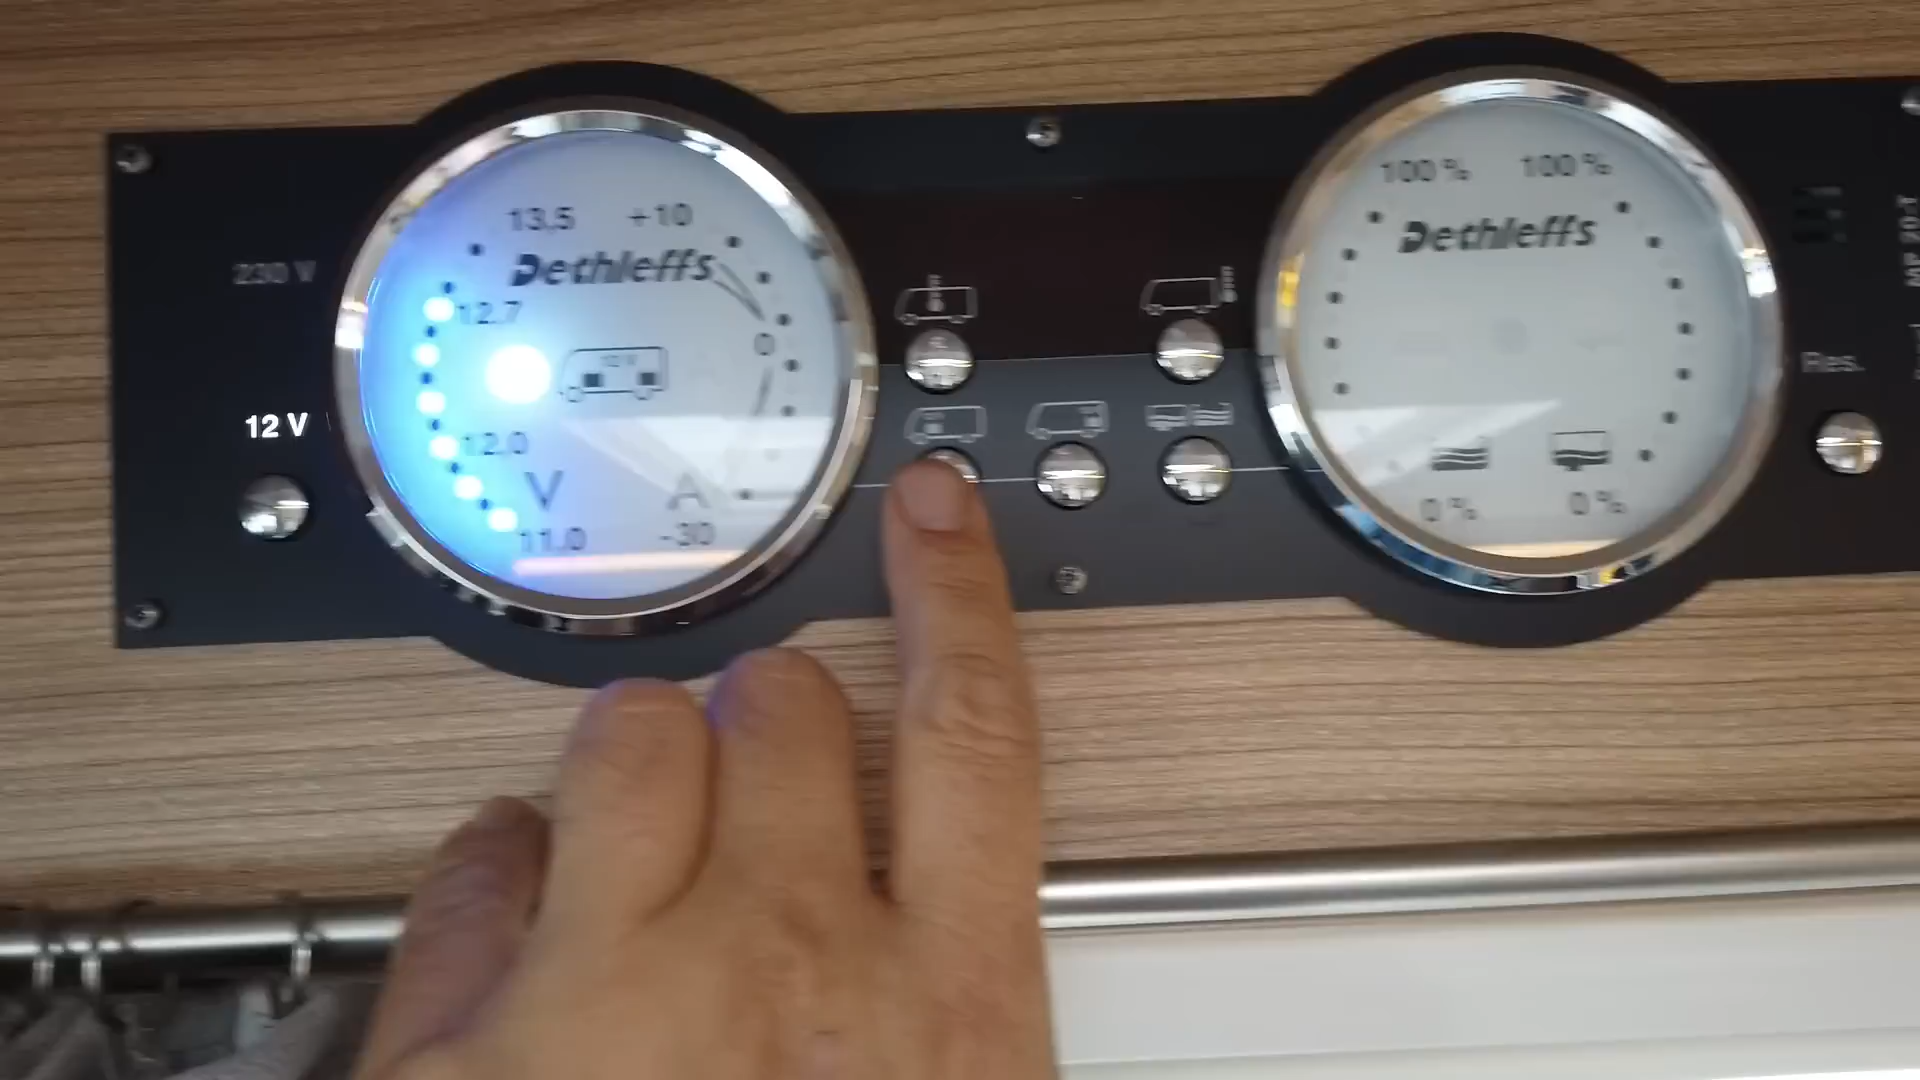 230 V
12 V
13,5 +10
Dethleffs
12.7
12 V
0
12.0
V A
11.0 -30
100 % 100 %
Dethleffs
0 % 0 %
Res.